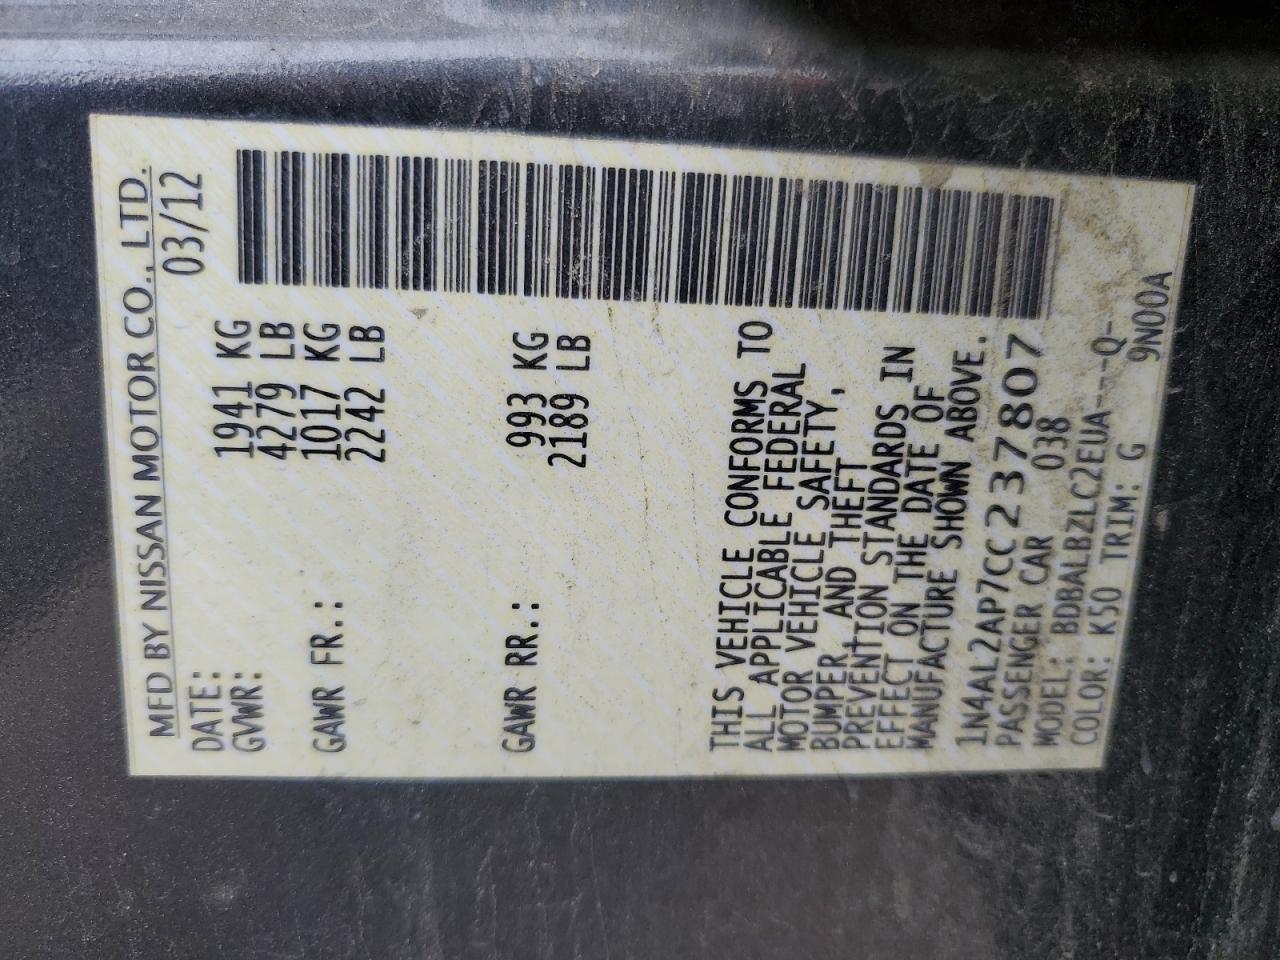 MFD BY NISSAN MOTOR CO., LTD.
DATE: 03/12
GVWR: 1941 KG
4279 LB
GAWR FR.: 1017 KG
2242 LB
GAWR RR.: 993 KG
2189 LB
THIS VEHICLE CONFORMS TO
ALL APPLICABLE FEDERAL
MOTOR VEHICLE SAFETY,
BUMPER, AND THEFT
PREVENTION STANDARDS IN
EFFECT ON THE DATE OF
MANUFACTURE SHOWN ABOVE.
1N4AL2AP7CC237807
PASSENGER CAR 038
MODEL: BDBALBZLC2EUA----Q-
COLOR: K50 TRIM: G 9N00A